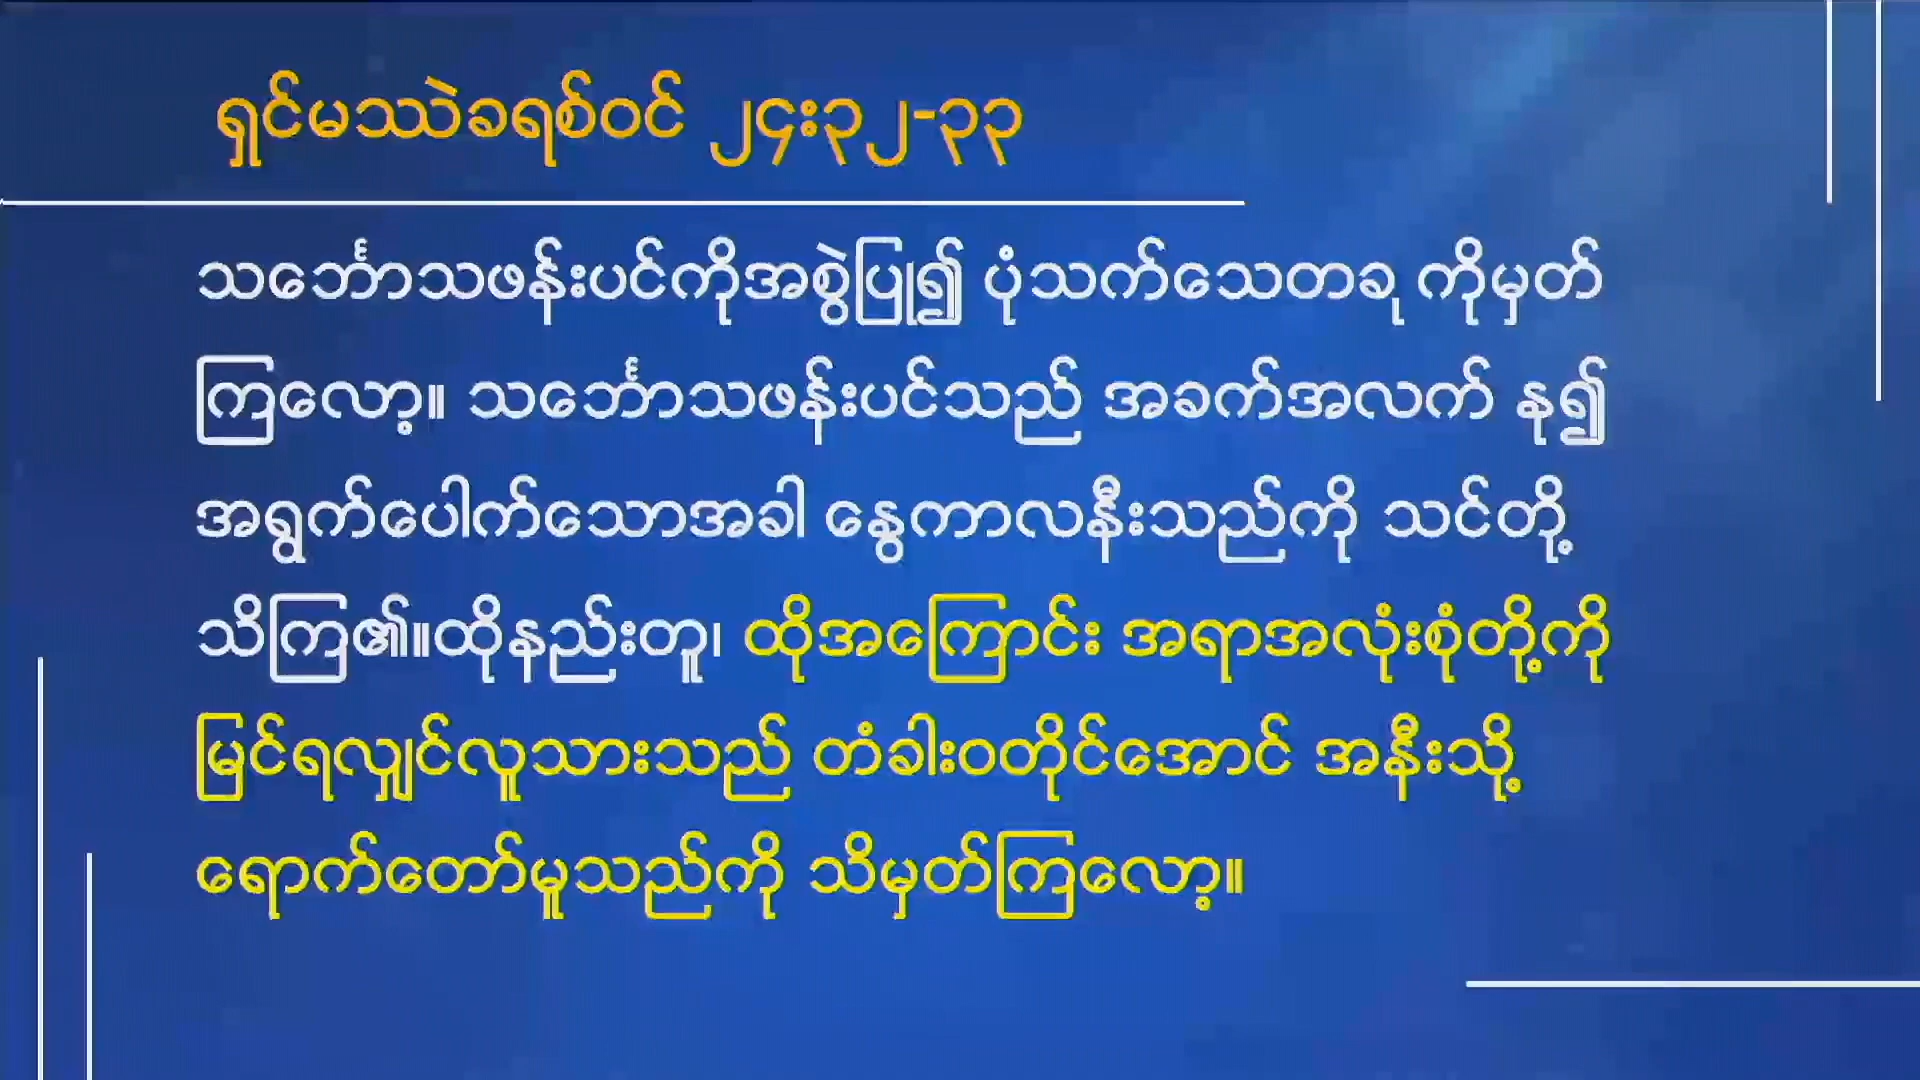 ရှင်မဿဲခရစ်ဝင် ၂၄း၃၂-၃၃
သင်္ဘောသဖန်းပင်ကိုအစွဲပြု၍ ပုံသက်သေတခု ကိုမှတ်
ကြလော့။ သင်္ဘောသဖန်းပင်သည် အခက်အလက် နု၍
အရွက်ပေါက်သောအခါ နွေကာလနီးသည်ကို သင်တို့
သိကြ၏။ထိုနည်းတူ၊ ထိုအကြောင်း အရာအလုံးစုံတို့ကို
မြင်ရလျှင်လူသားသည် တံခါးဝတိုင်အောင် အနီးသို့
ရောက်တော်မူသည်ကို သိမှတ်ကြလော့။